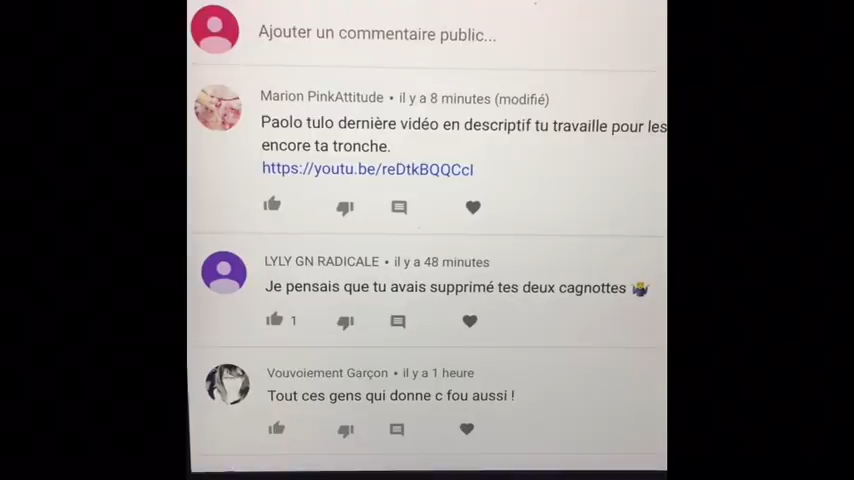 Ajouter un commentaire public...
Marion PinkAttitude • il y a 8 minutes (modifié)
Paolo tulo dernière vidéo en descriptif tu travaille pour les
encore ta tronche.
https://youtu.be/reDtkBQQCcI
LYLY GN RADICALE • il y a 48 minutes
Je pensais que tu avais supprimé tes deux cagnottes 🤷
1
Vouvoiement Garçon • il y a 1 heure
Tout ces gens qui donne c fou aussi !